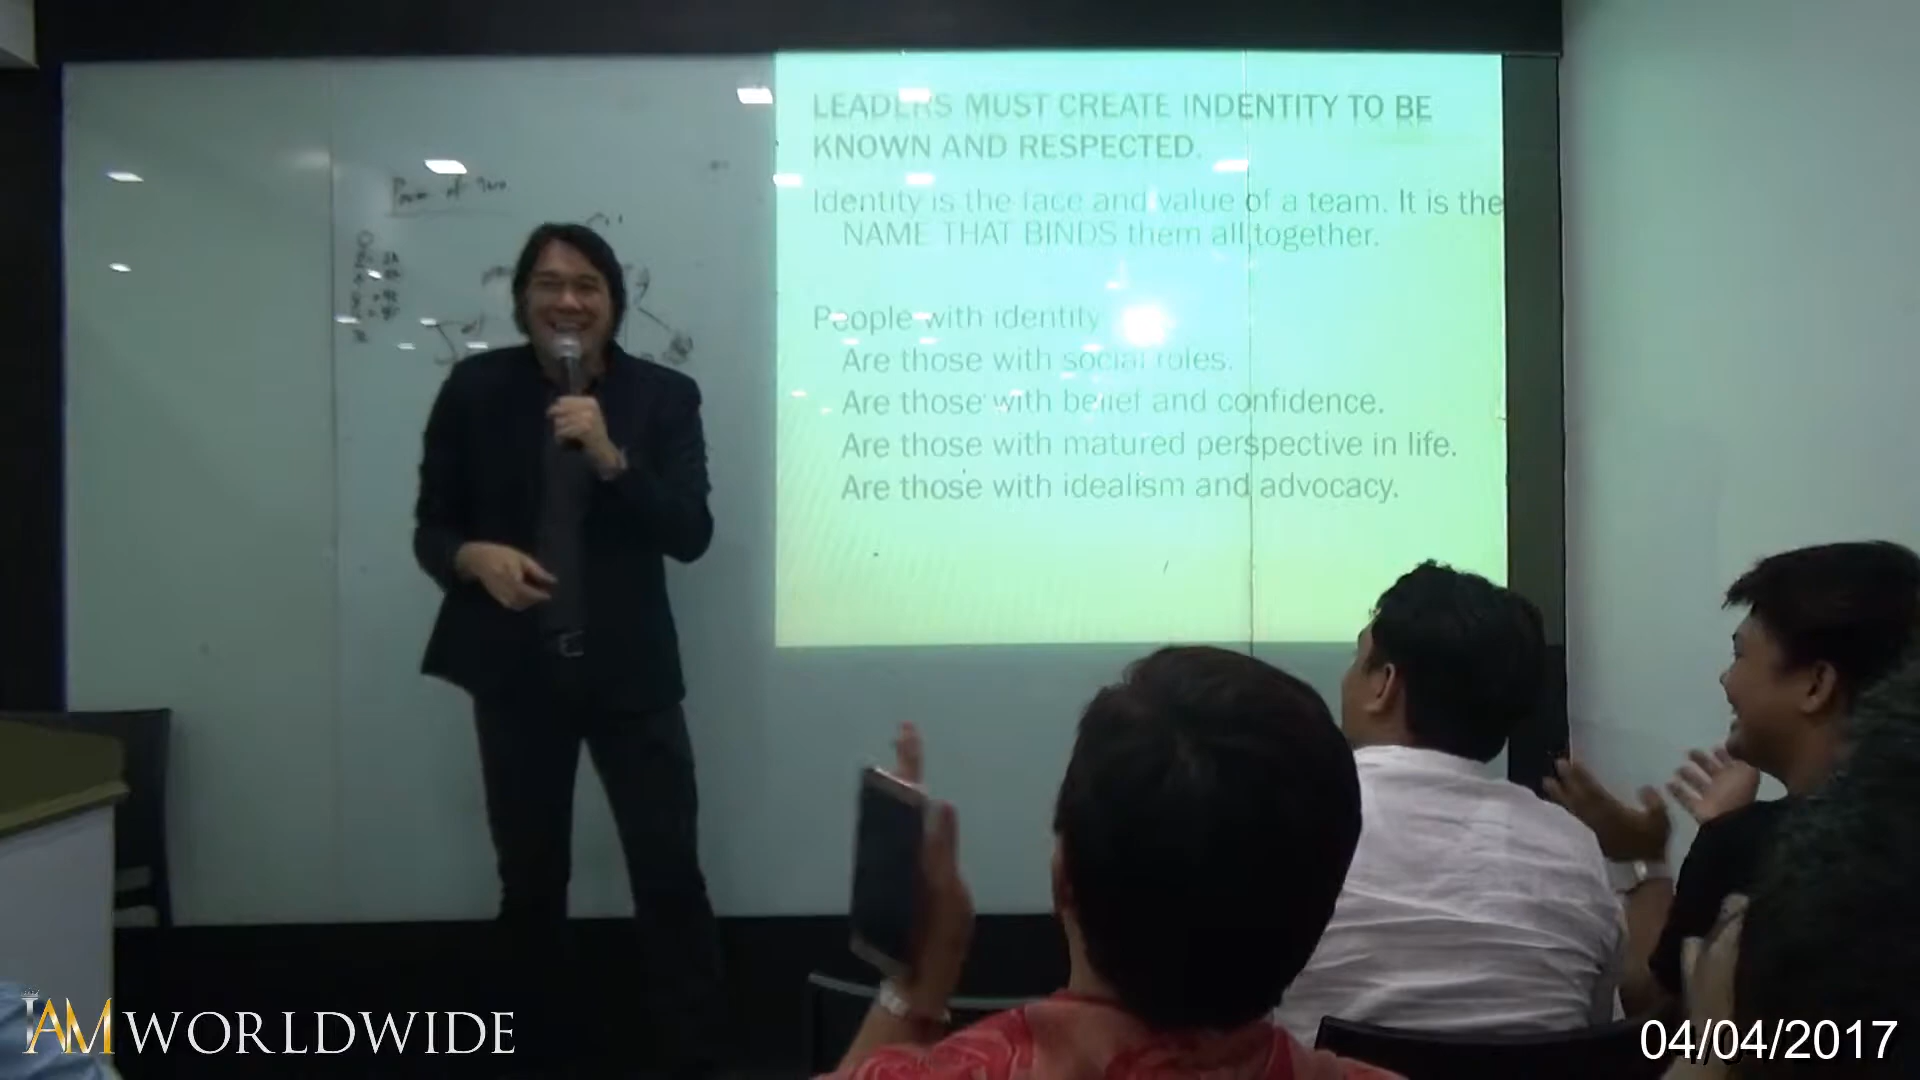 LEADERS MUST CREATE INDENTITY TO BE
KNOWN AND RESPECTED.
Identity is the face and value of a team. It is the
NAME THAT BINDS them all together.
People with identity
Are those with social roles.
Are those with belief and confidence.
Are those with matured perspective in life.
Are those with idealism and advocacy.
Power of Two
IAM WORLDWIDE
04/04/2017